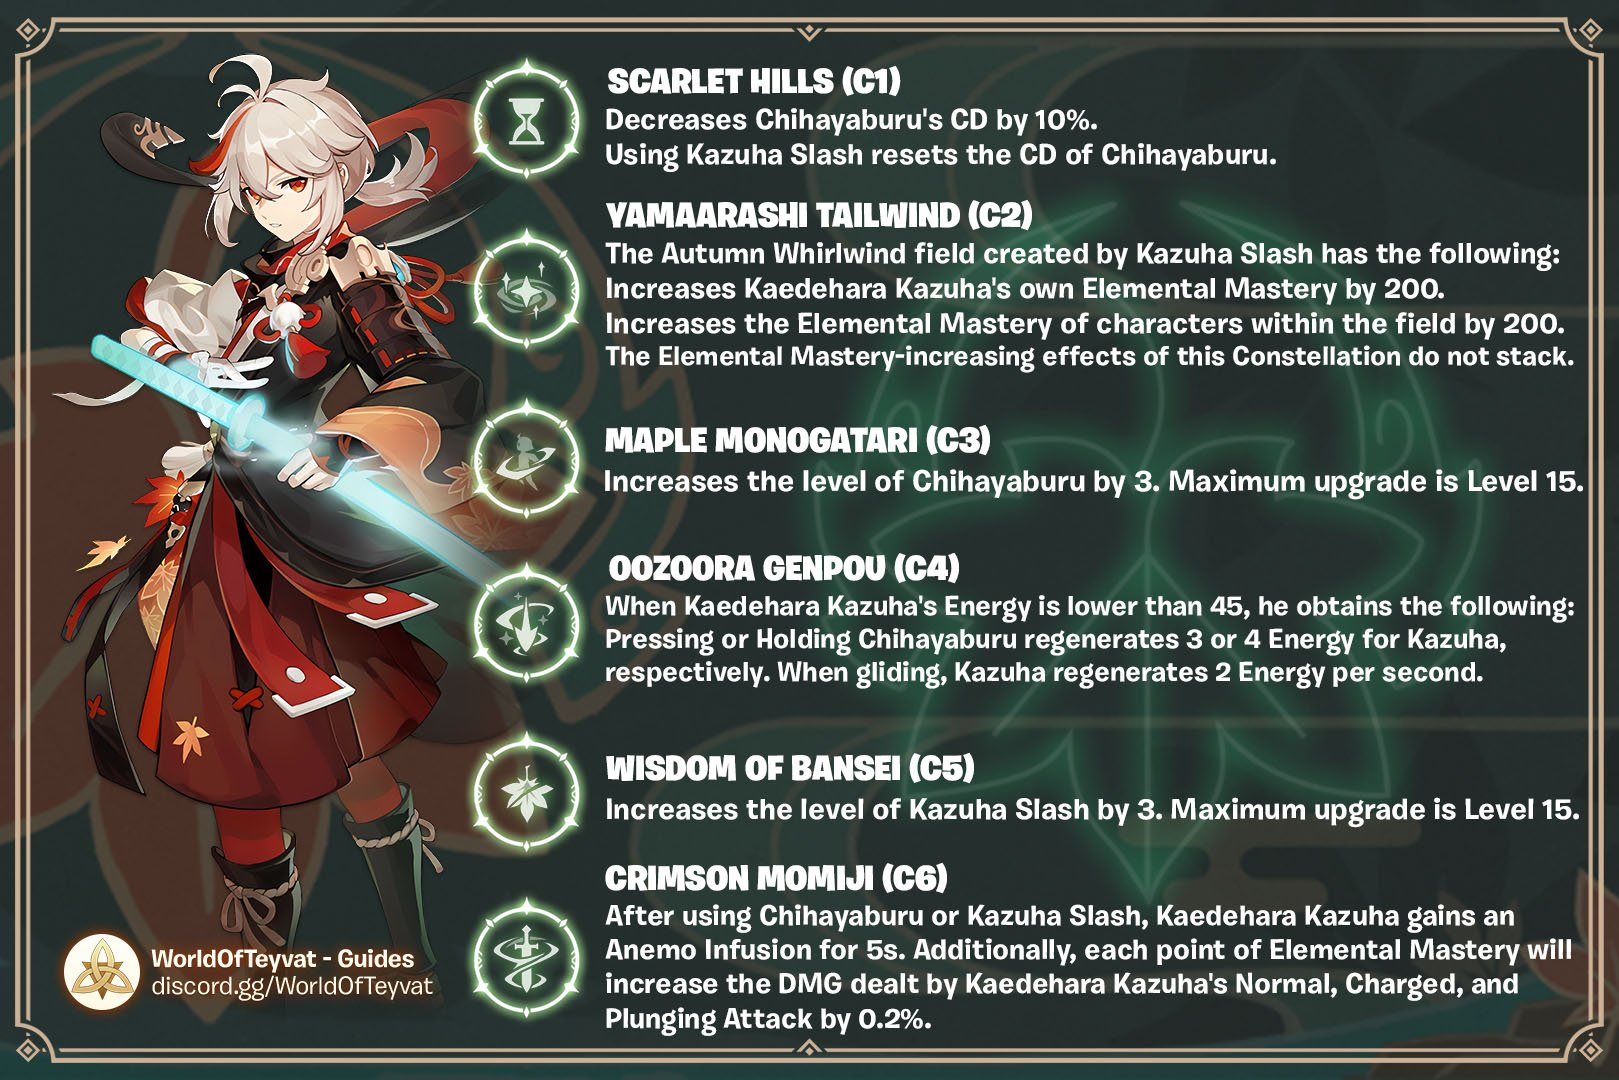 SCARLET HILLS (C1)
Decreases Chihayaburu's CD by 10%.
Using Kazuha Slash resets the CD of Chihayaburu.
YAMAARASHI TAILWIND (C2)
The Autumn Whirlwind field created by Kazuha Slash has the following:
Increases Kaedehara Kazuha's own Elemental Mastery by 200.
Increases the Elemental Mastery of characters within the field by 200.
The Elemental Mastery-increasing effects of this Constellation do not stack.
MAPLE MONOGATARI (C3)
Increases the level of Chihayaburu by 3. Maximum upgrade is Level 15.
OOZOORA GENPOU (C4)
When Kaedehara Kazuha's Energy is lower than 45, he obtains the following:
Pressing or Holding Chihayaburu regenerates 3 or 4 Energy for Kazuha,
respectively. When gliding, Kazuha regenerates 2 Energy per second.
WISDOM OF BANSEI (C5)
Increases the level of Kazuha Slash by 3. Maximum upgrade is Level 15.
CRIMSON MOMIJI (C6)
After using Chihayaburu or Kazuha Slash, Kaedehara Kazuha gains an
Anemo Infusion for 5s. Additionally, each point of Elemental Mastery will
increase the DMG dealt by Kaedehara Kazuha's Normal, Charged, and
Plunging Attack by 0.2%.
WorldOfTeyvat - Guides
discord.gg/WorldOfTeyvat